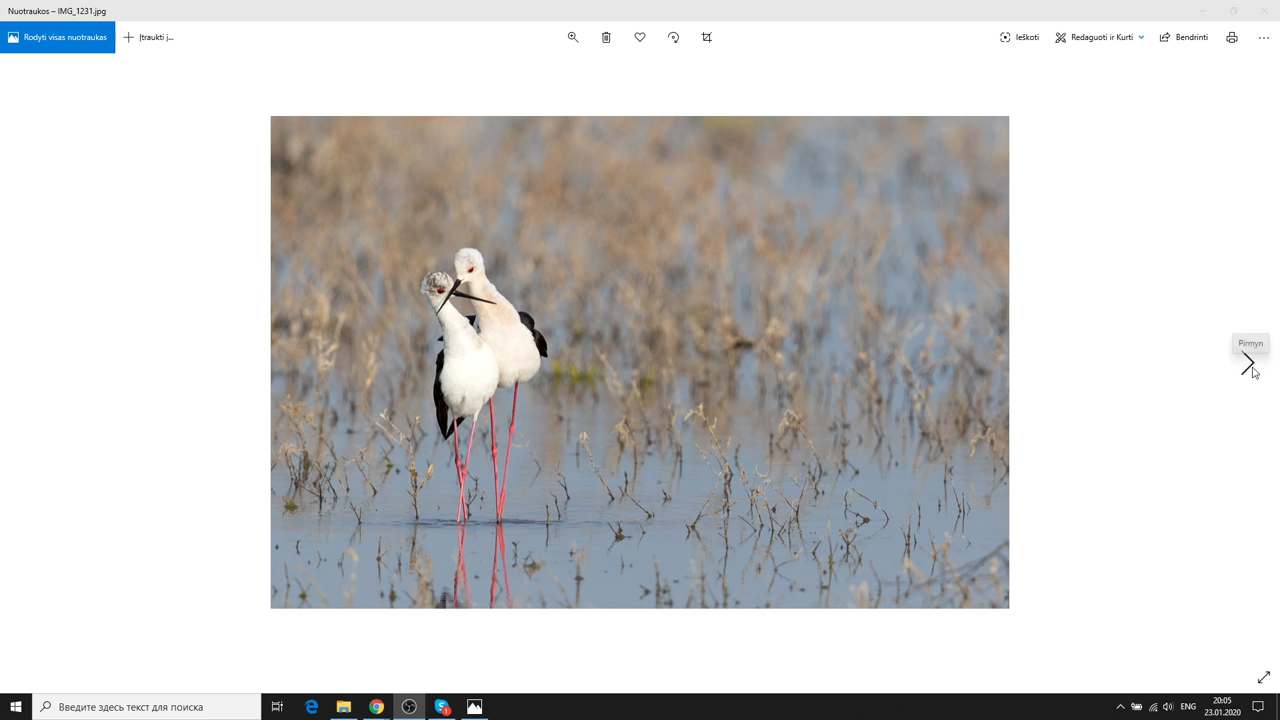 Nuotraukos – IMG_1231.jpg
Rodyti visas nuotraukas
Įtraukti į...
Ieškoti
Redaguoti ir Kurti
Bendrinti
Pirmyn
Введите здесь текст для поиска
ENG
20:05
23.01.2020